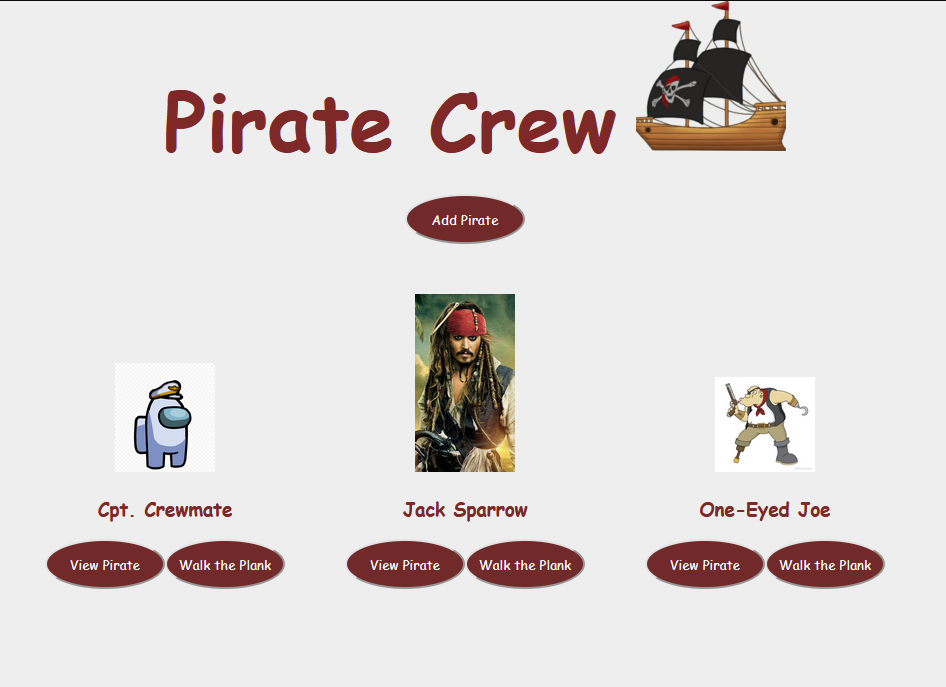 Pirate Crew
Add Pirate
Cpt. Crewmate
Jack Sparrow
One-Eyed Joe
View Pirate
Walk the Plank
View Pirate
Walk the Plank
View Pirate
Walk the Plank